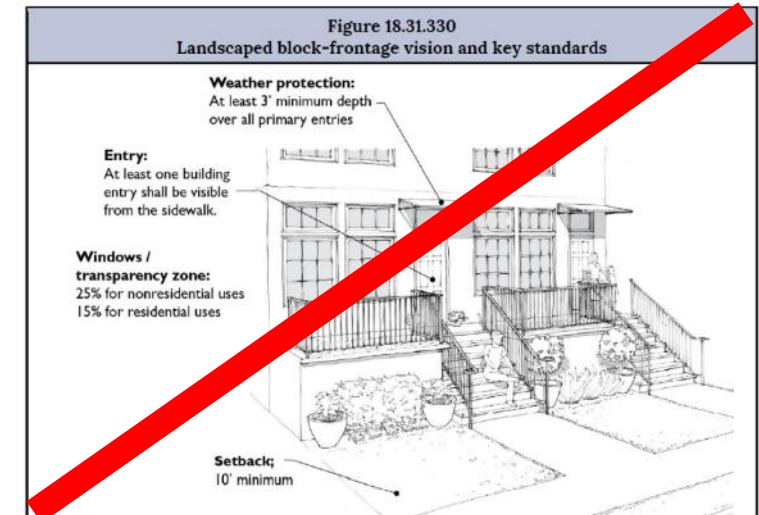 Figure 18.31.330
Landscaped block-frontage vision and key standards
Weather protection:
At least 3' minimum depth
over all primary entries
Entry:
At least one building
entry shall be visible
from the sidewalk.
Windows /
transparency zone:
25% for nonresidential uses
15% for residential uses
Setback;
10' minimum